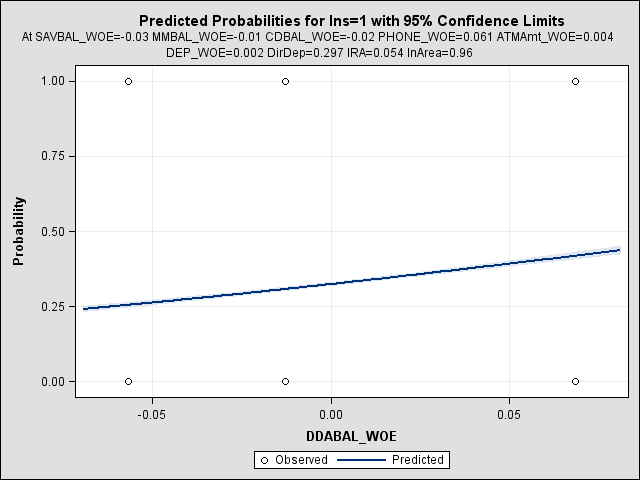 Predicted Probabilities for Ins=1 with 95% Confidence Limits
At SAVBAL_WOE=-0.03 MMBAL_WOE=-0.01 CDBAL_WOE=-0.02 PHONE_WOE=0.061 ATMAmt_WOE=0.004
DEP_WOE=0.002 DirDep=0.297 IRA=0.054 InArea=0.96
1.00
0.75
0.50
0.25
0.00
Probability
-0.05 0.00 0.05
DDABAL_WOE
Observed Predicted